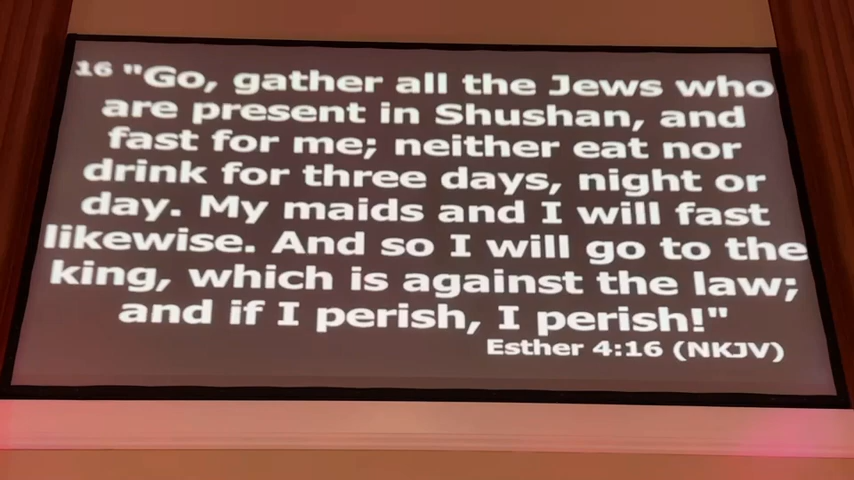 16 "Go, gather all the Jews who
are present in Shushan, and
fast for me; neither eat nor
drink for three days, night or
day. My maids and I will fast
likewise. And so I will go to the
king, which is against the law;
and if I perish, I perish!"
Esther 4:16 (NKJV)